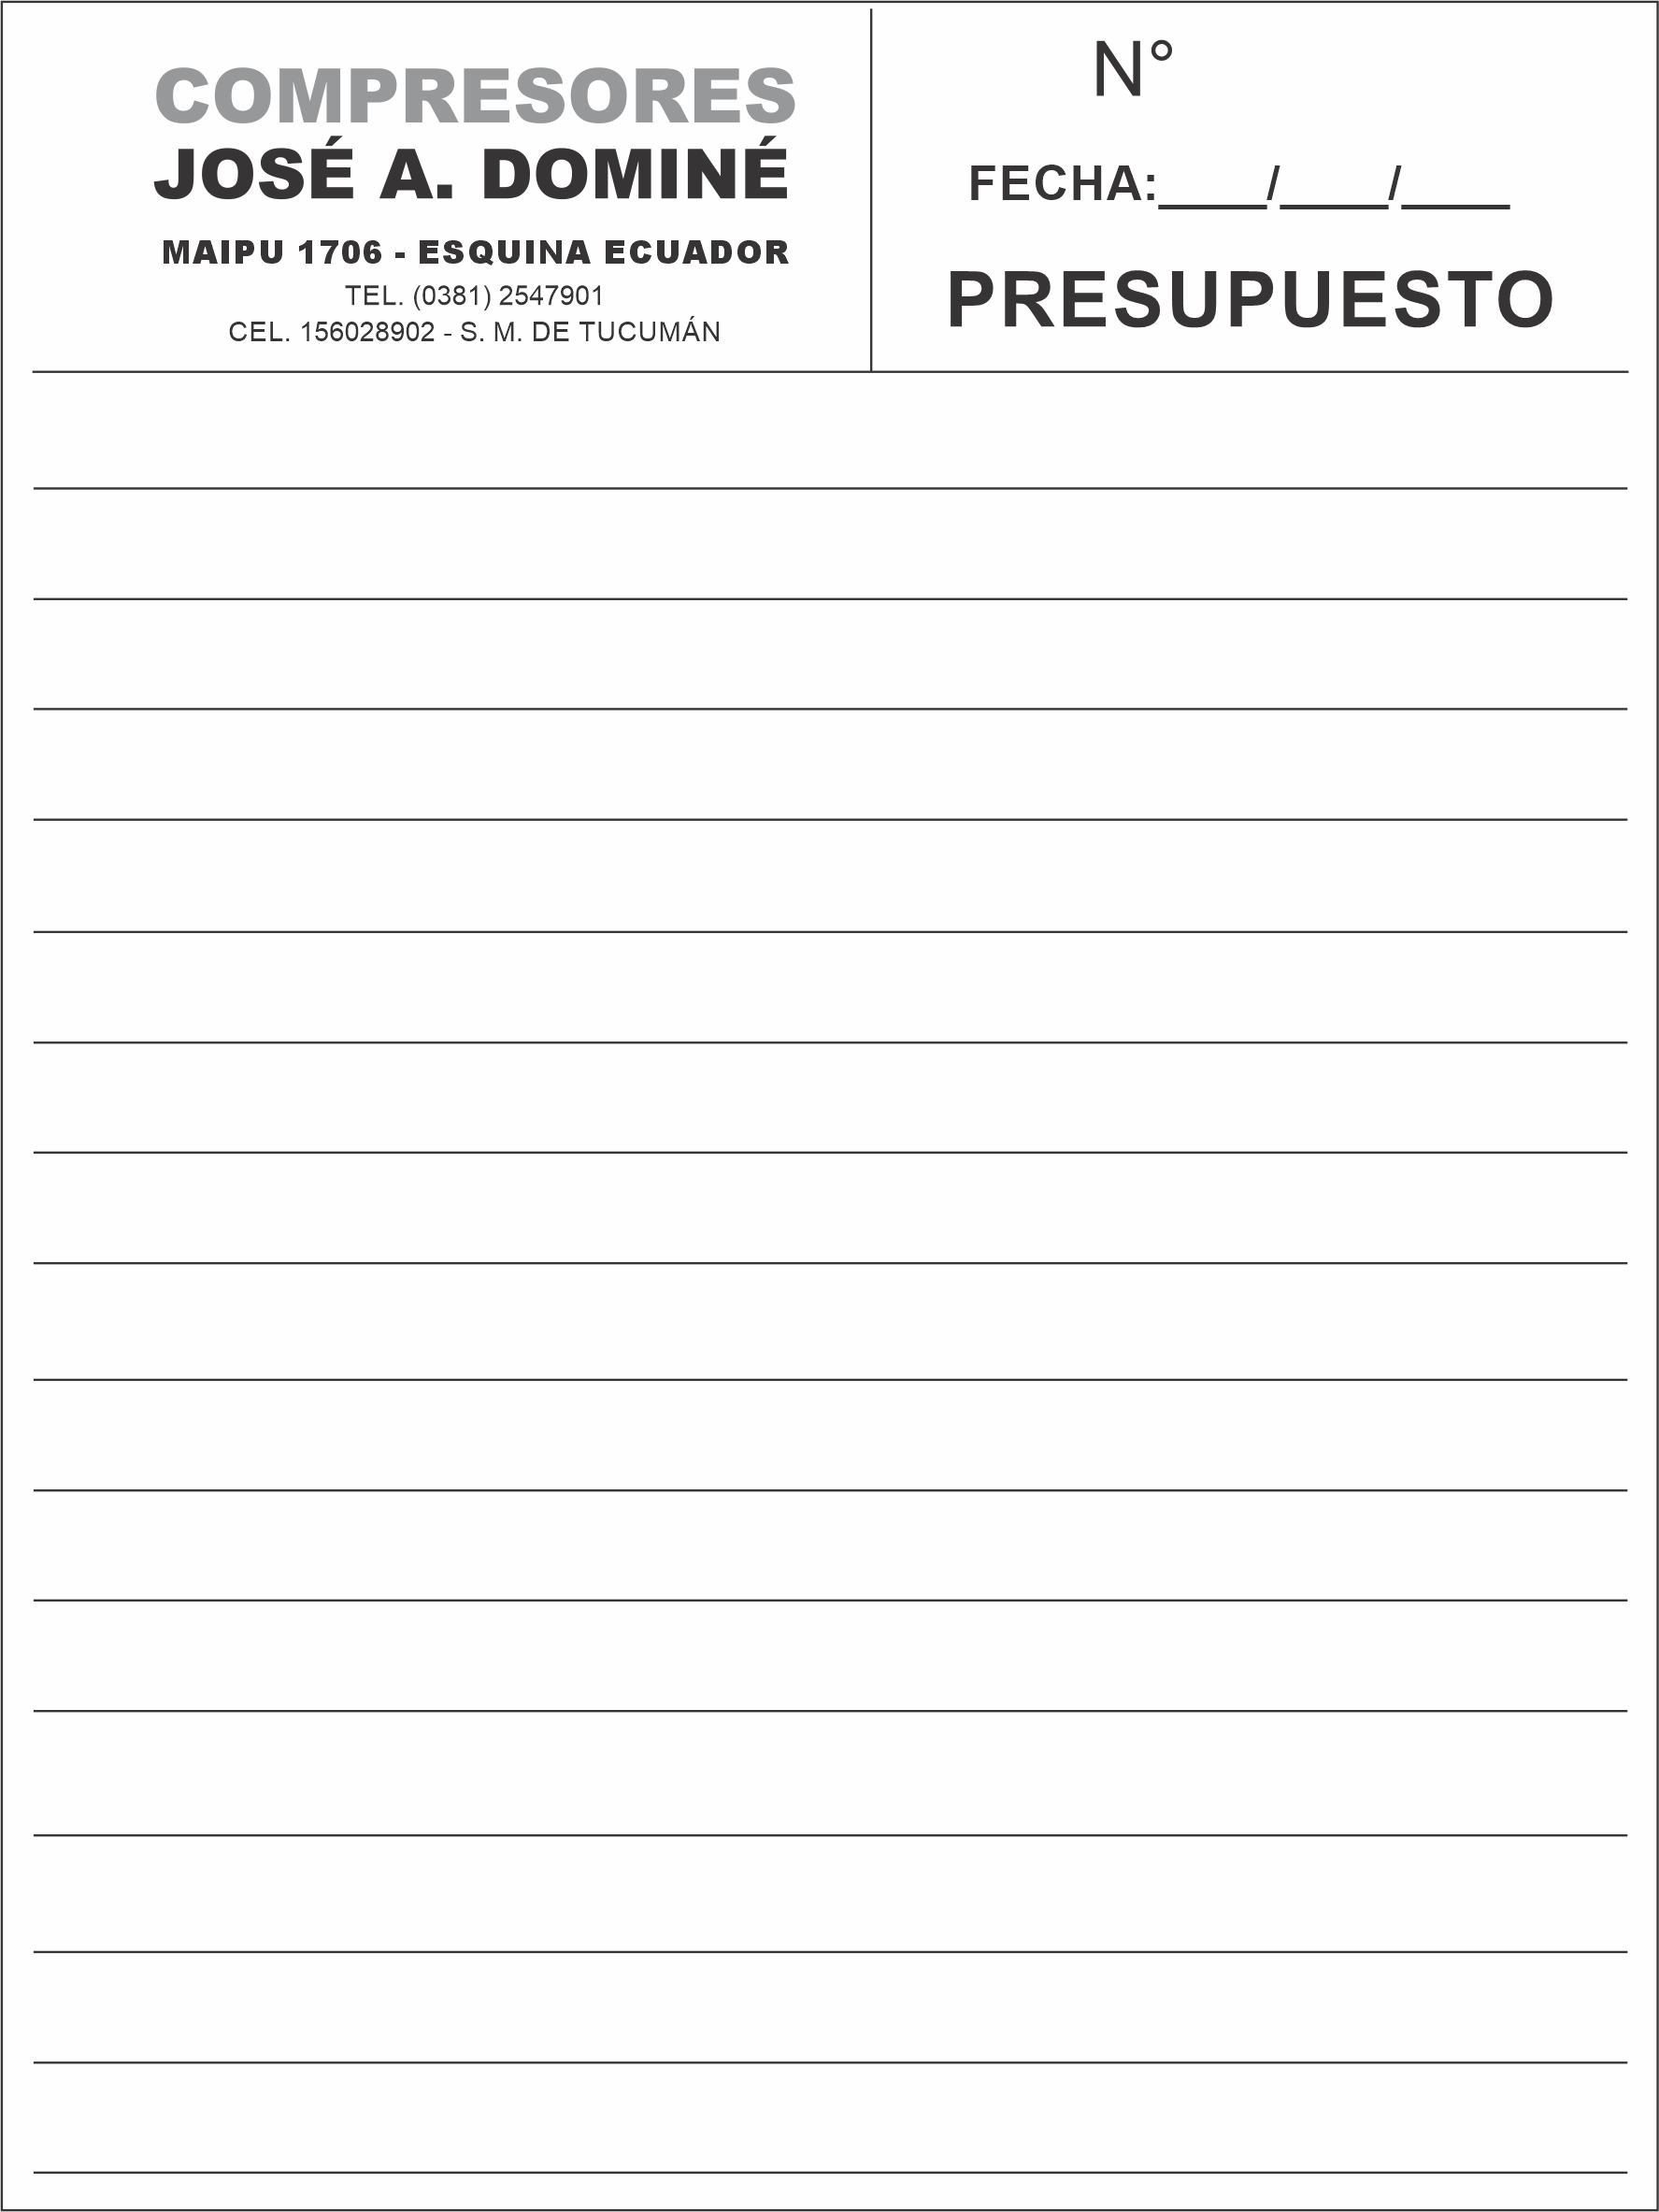 COMPRESORES
JOSÉ A. DOMINÉ
MAIPU 1706 - ESQUINA ECUADOR
TEL. (0381) 2547901
CEL. 156028902 - S. M. DE TUCUMÁN
N°
FECHA:____/____/____
PRESUPUESTO